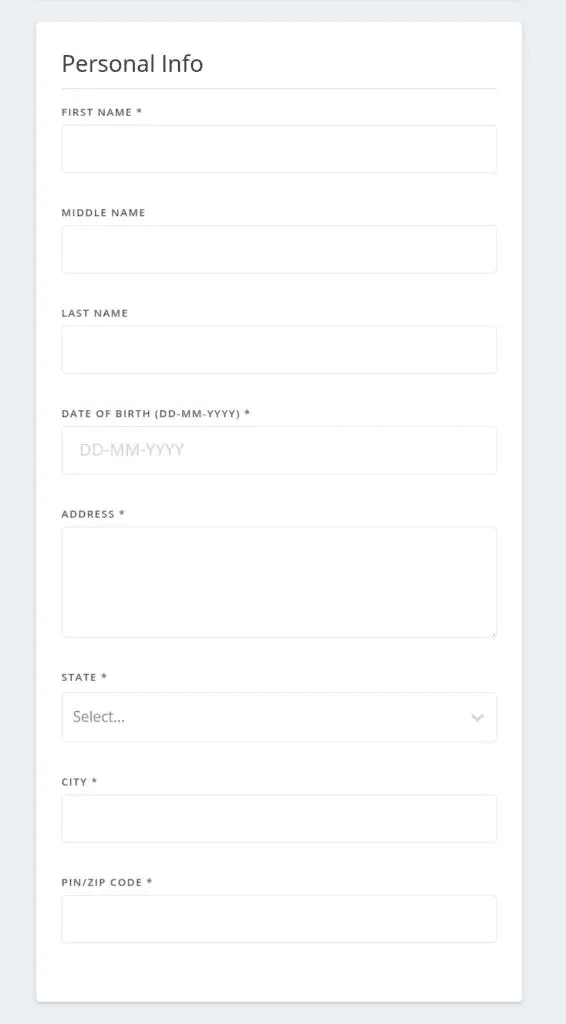 Personal Info
FIRST NAME *
MIDDLE NAME
LAST NAME
DATE OF BIRTH (DD-MM-YYYY) *
DD-MM-YYYY
ADDRESS *
STATE *
Select...
CITY *
PIN/ZIP CODE *